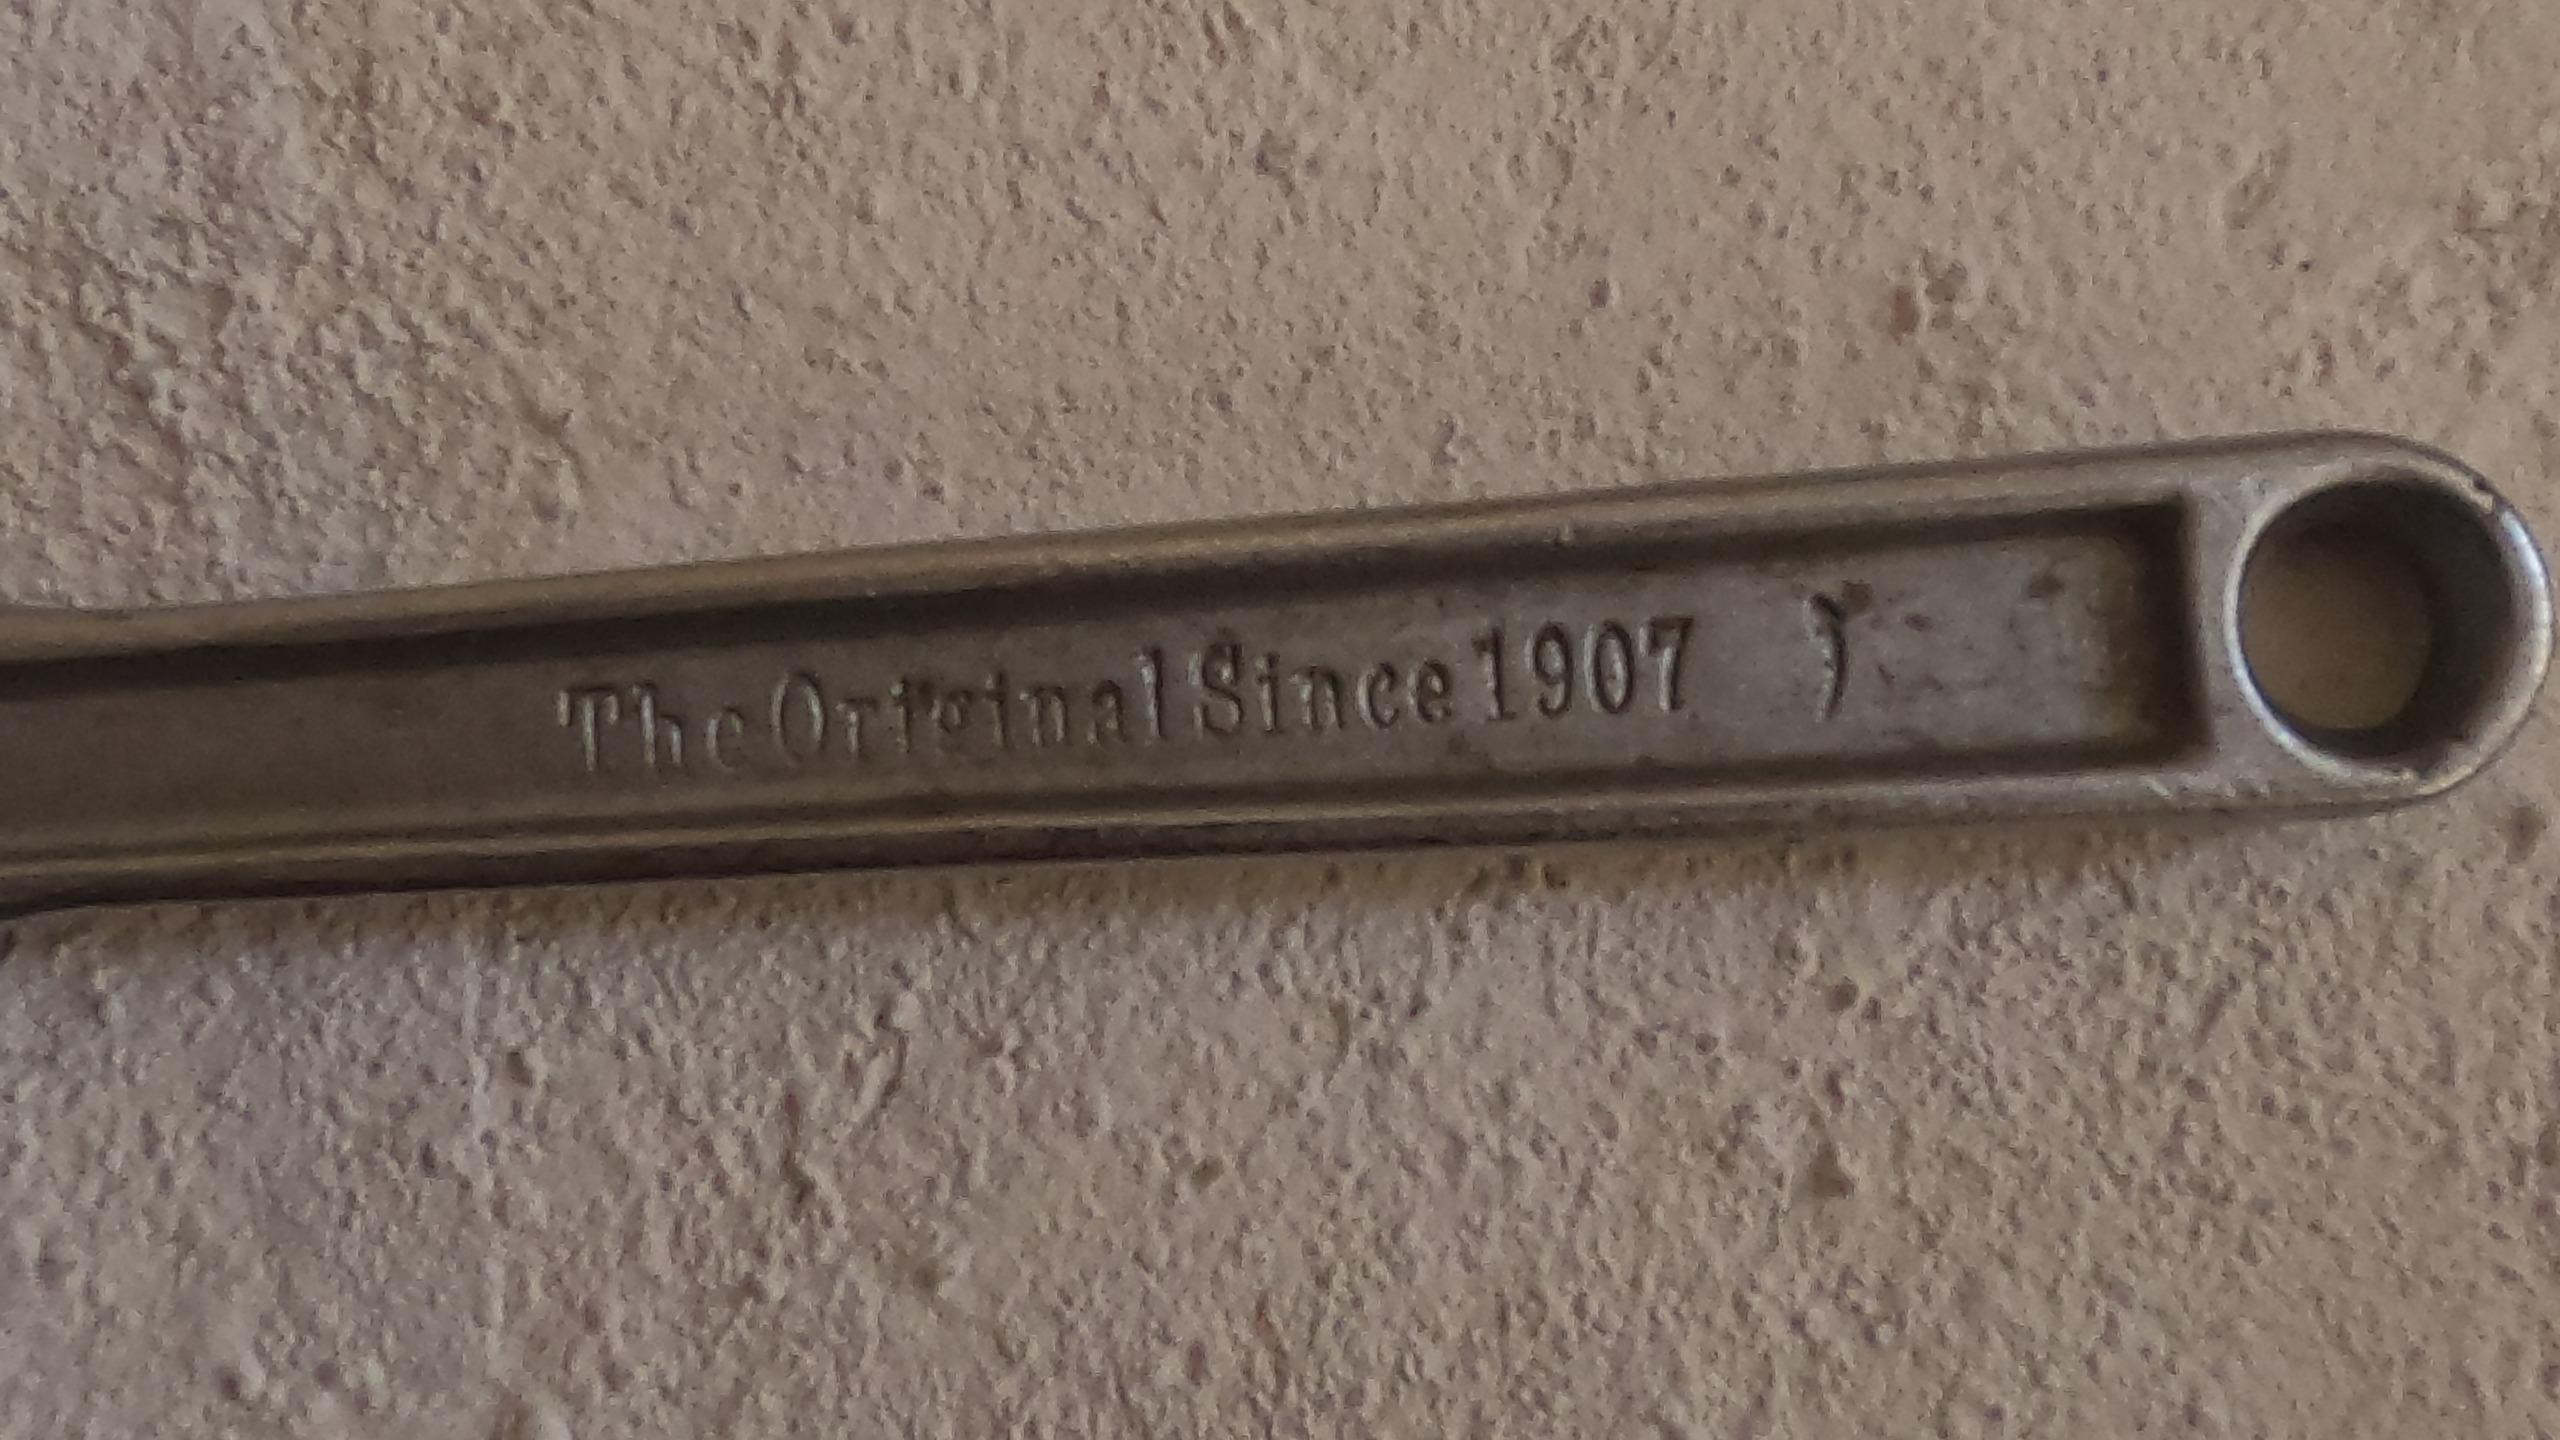 The Original Since 1907